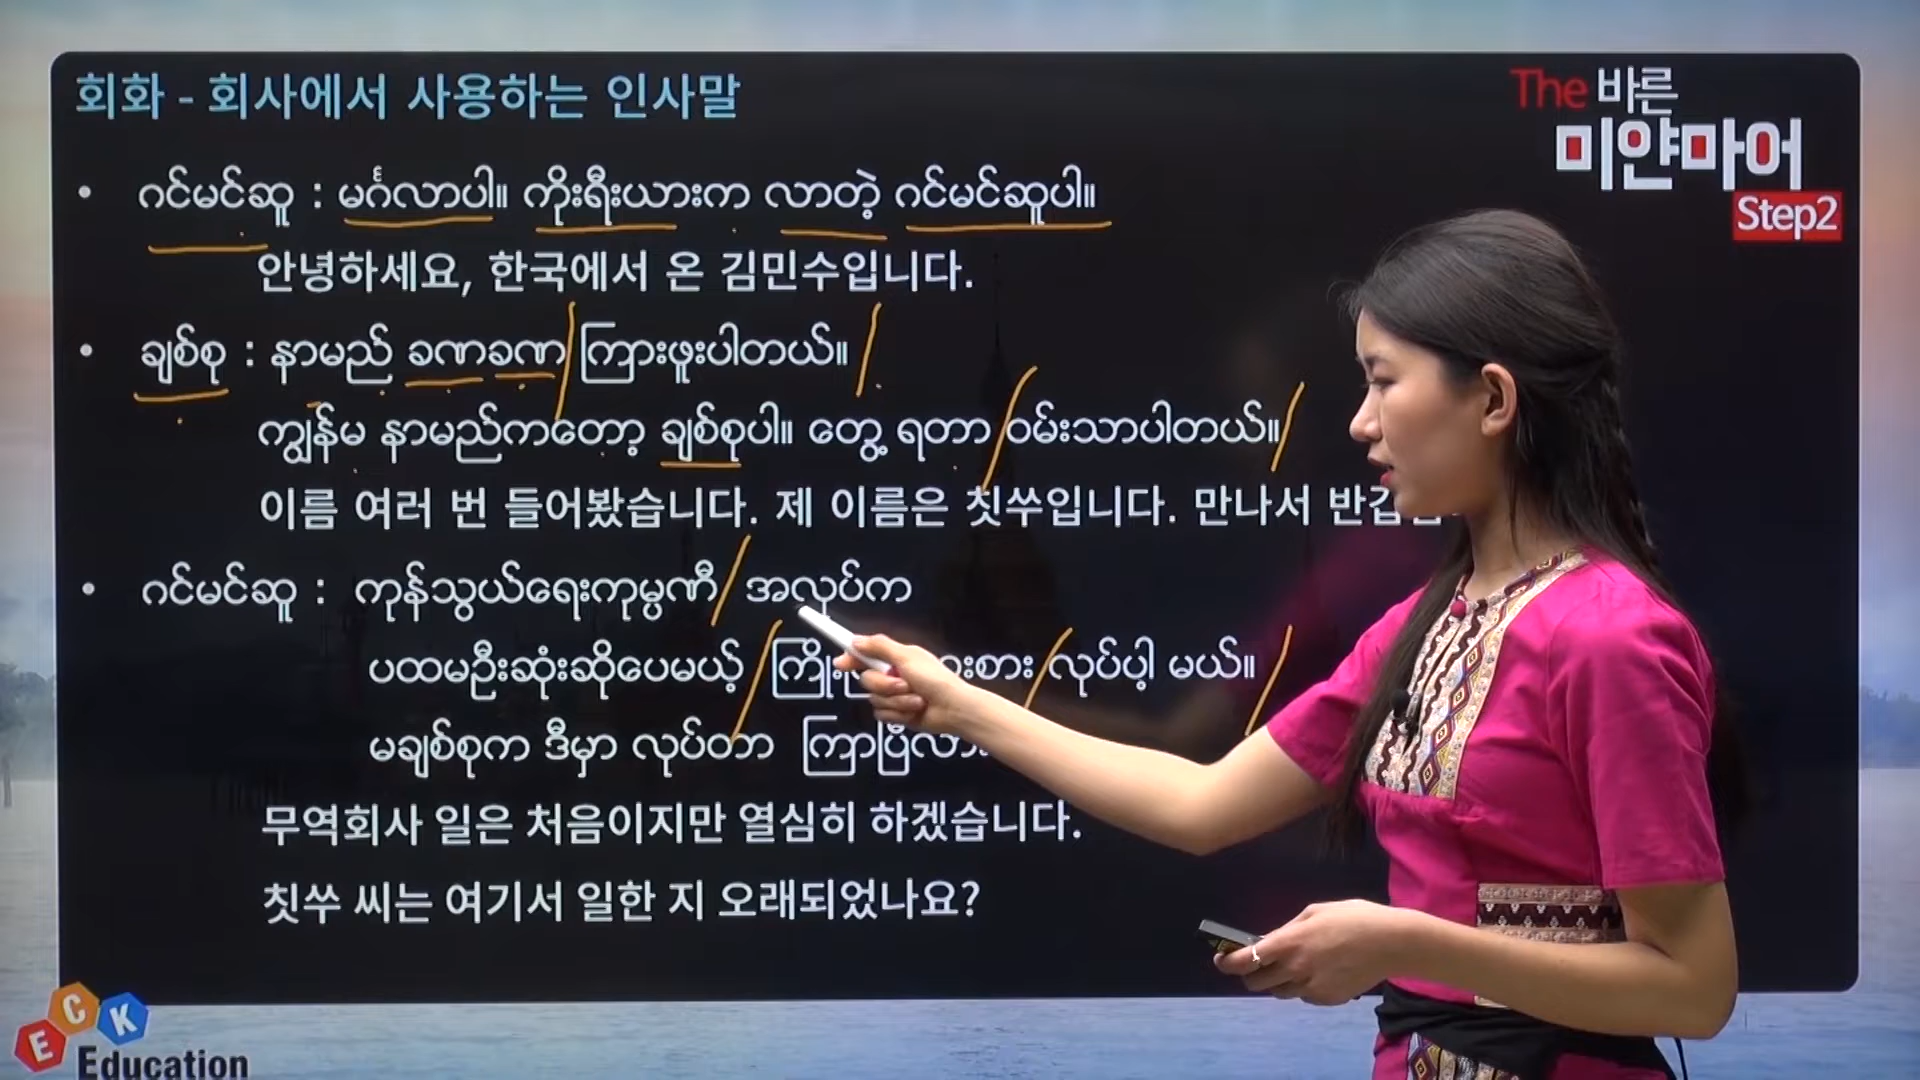 회화 - 회사에서 사용하는 인사말
The 바른
미얀마어
Step2
• ဂင်မင်ဆူ : မင်္ဂလာပါ။ ကိုးရီးယားက လာတဲ့ ဂင်မင်ဆူပါ။
안녕하세요, 한국에서 온 김민수입니다.
• ချစ်စု : နာမည် ခဏခဏ ကြားဖူးပါတယ်။
ကျွန်မ နာမည်ကတော့ ချစ်စုပါ။ တွေ့ ရတာ ဝမ်းသာပါတယ်။
이름 여러 번 들어봤습니다. 제 이름은 칫쑤입니다. 만나서
• ဂင်မင်ဆူ : ကုန်သွယ်ရေးကုမ္ပဏီ အလုပ်က
ပထမဦးဆုံးဆိုပေမယ့် လုပ်ပါ့ မယ်။
မချစ်စုက ဒီမှာ လုပ်တာ
무역회사 일은 처음이지만 열심히 하겠습니다.
칫쑤 씨는 여기서 일한 지 오래되었나요?
ECK
Education